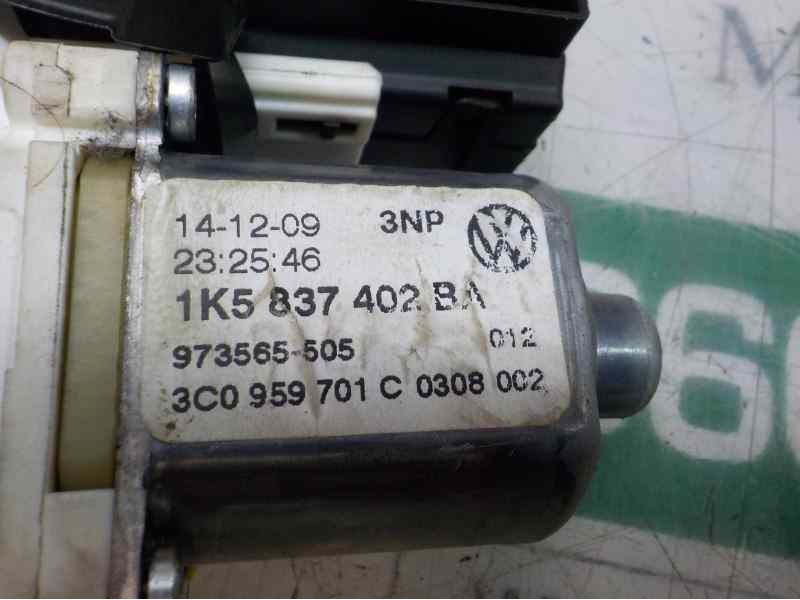 14-12-09 3NP
23:25:46
1K5 837 402 BA
973565-505 012
3C0 959 701 C 0308 002